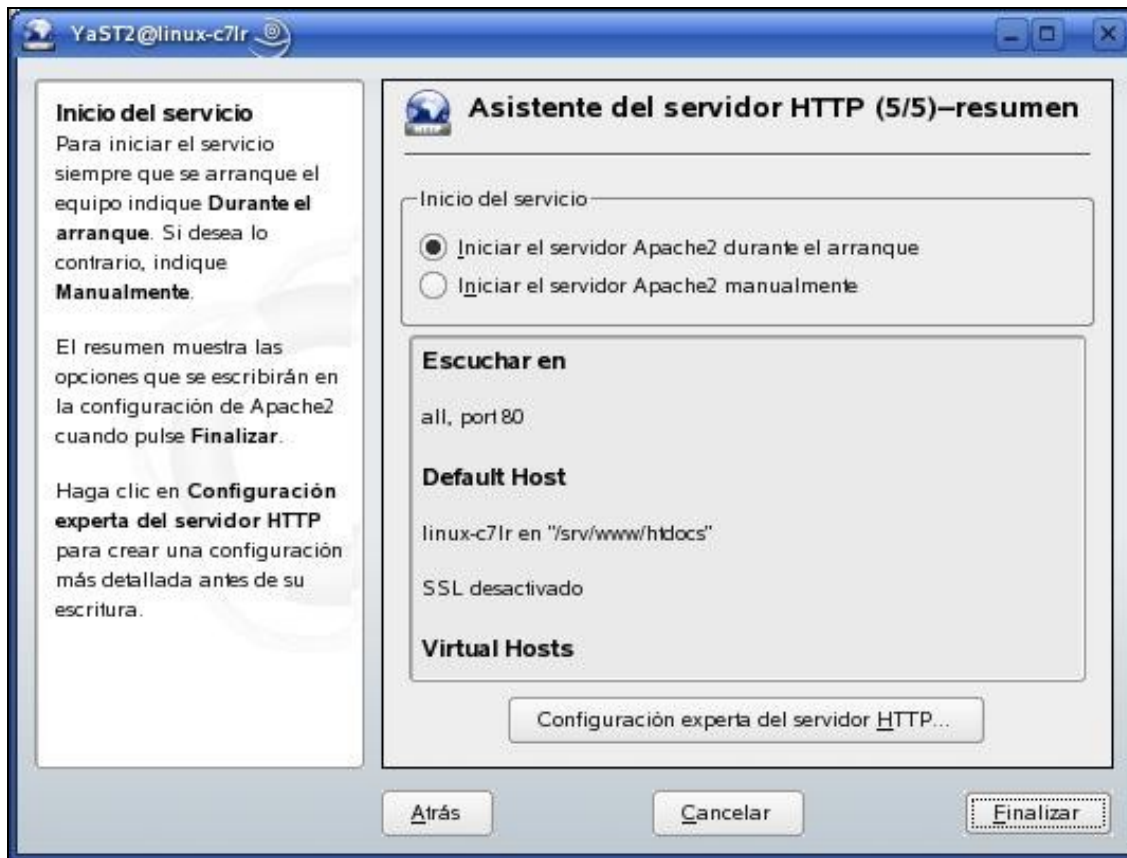 YaST2@linux-c7lr
Inicio del servicio
Para iniciar el servicio
siempre que se arranque el
equipo indique Durante el
arranque. Si desea lo
contrario, indique
Manualmente.
El resumen muestra las
opciones que se escribirán en
la configuración de Apache2
cuando pulse Finalizar.
Haga clic en Configuración
experta del servidor HTTP
para crear una configuración
más detallada antes de su
escritura.
HTTP
Asistente del servidor HTTP (5/5)—resumen
Inicio del servicio
Iniciar el servidor Apache2 durante el arranque
Iniciar el servidor Apache2 manualmente
Escuchar en
all, port 80
Default Host
linux-c7lr en "/srv/www/htdocs"
SSL desactivado
Virtual Hosts
Configuración experta del servidor HTTP...
Atrás
Cancelar
Finalizar